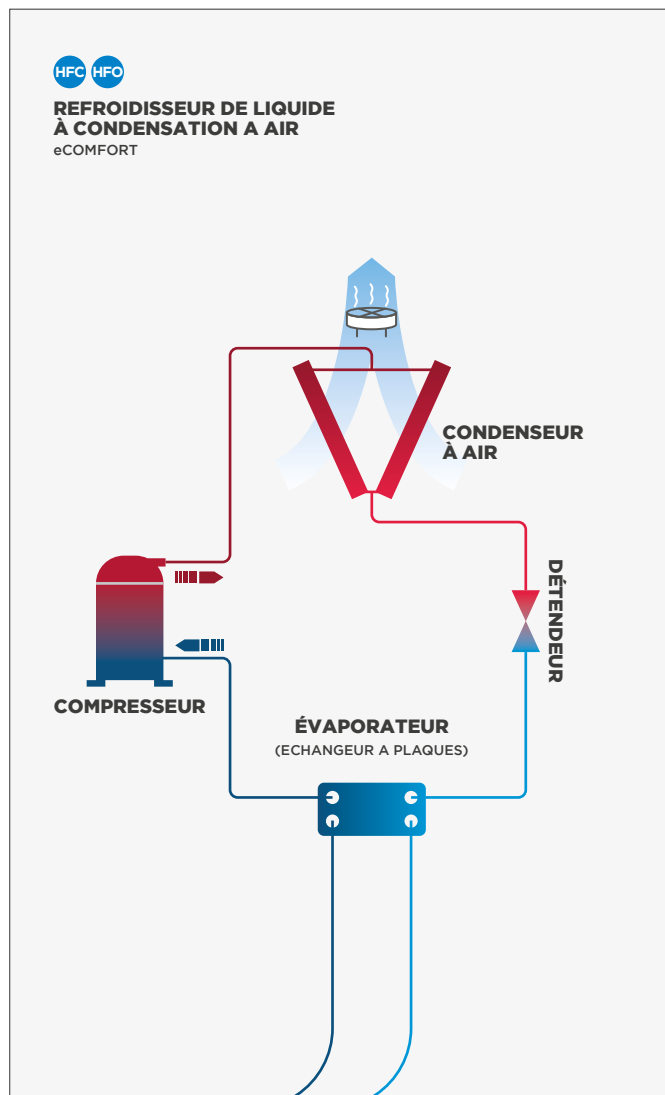 HFC HFO
REFROIDISSEUR DE LIQUIDE
À CONDENSATION A AIR
eCOMFORT
CONDENSEUR
À AIR
DÉTENDEUR
COMPRESSEUR
ÉVAPORATEUR
(ECHANGEUR A PLAQUES)